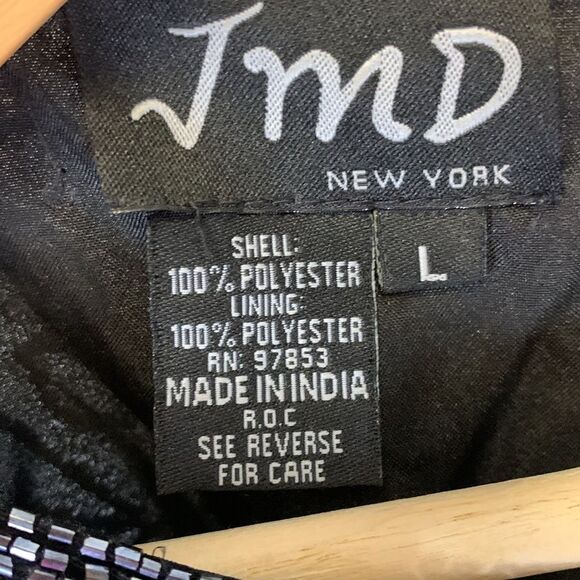 JMD
NEW YORK
L
SHELL:
100% POLYESTER
LINING:
100% POLYESTER
RN: 97853
MADE IN INDIA
R.O.C
SEE REVERSE
FOR CARE